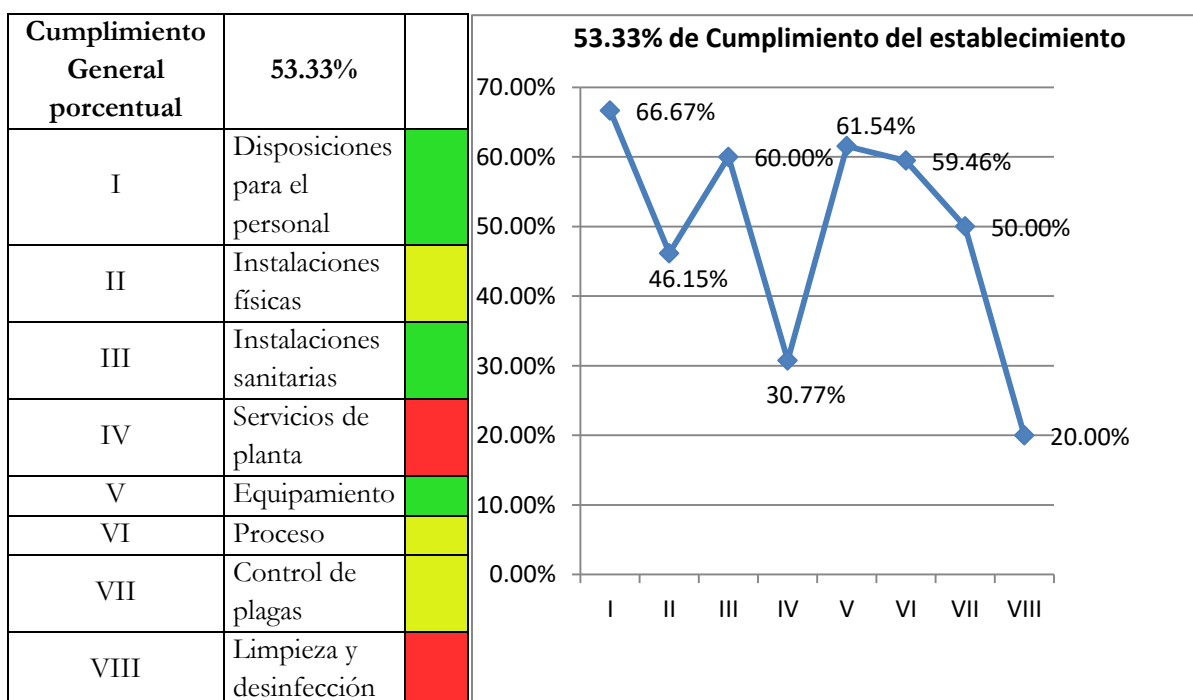 Cumplimiento
General
porcentual
53.33%
I
Disposiciones
para el
personal
II
Instalaciones
físicas
III
Instalaciones
sanitarias
IV
Servicios de
planta
V
Equipamiento
VI
Proceso
VII
Control de
plagas
VIII
Limpieza y
desinfección
53.33% de Cumplimiento del establecimiento
70.00%
60.00%
50.00%
40.00%
30.00%
20.00%
10.00%
0.00%
66.67%
46.15%
60.00%
30.77%
61.54%
59.46%
50.00%
20.00%
I II III IV V VI VII VIII